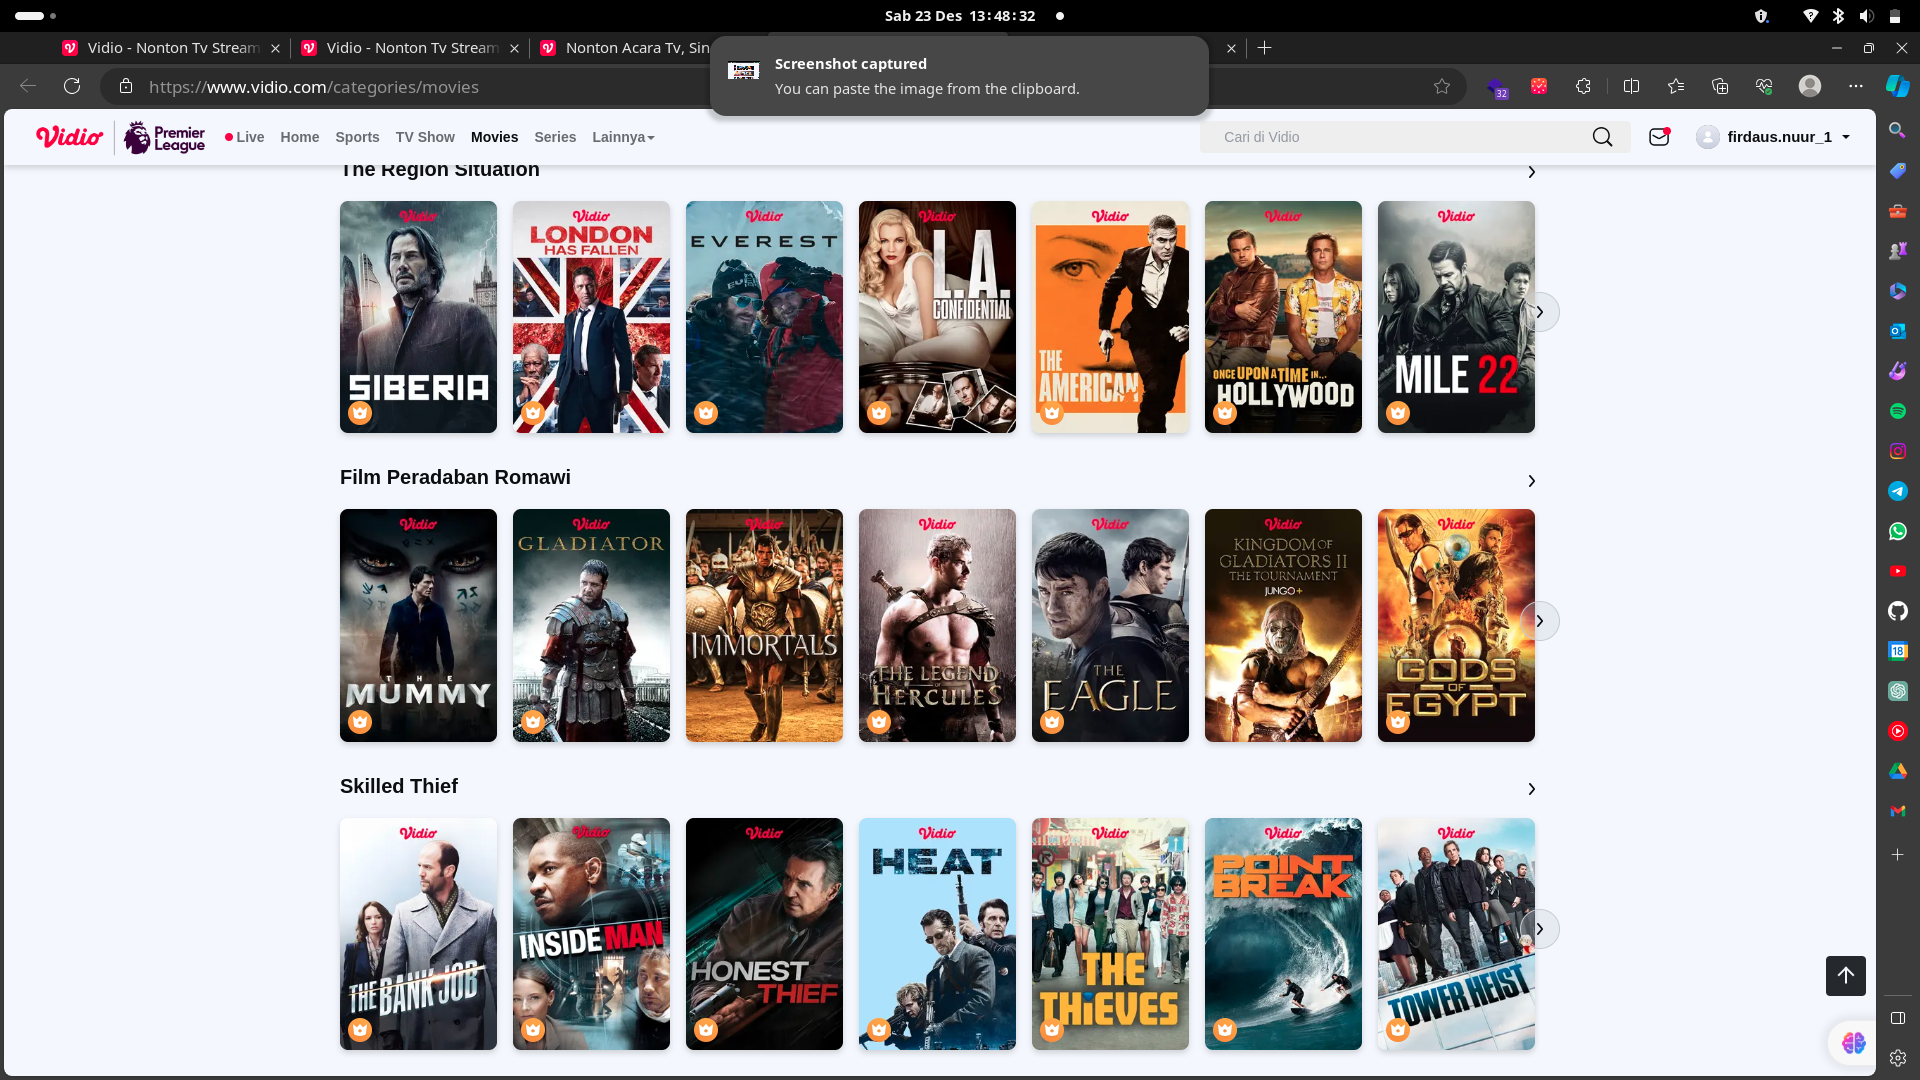 Sab 23 Des 13:48:32
Vidio - Nonton Tv Stream
Vidio - Nonton Tv Stream
Nonton Acara Tv, Sin
Screenshot captured
You can paste the image from the clipboard.
https://www.vidio.com/categories/movies
32
Vidio
Premier League
Live
Home
Sports
TV Show
Movies
Series
Lainnya
Cari di Vidio
firdaus.nuur_1
The Region Situation
Vidio
SIBERIA
Vidio
LONDON
HAS FALLEN
Vidio
EVEREST
Vidio
L.A.
CONFIDENTIAL
Vidio
THE
AMERICAN
Vidio
ONCE UPON A TIME IN...
HOLLYWOOD
Vidio
MILE 22
Film Peradaban Romawi
Vidio
THE
MUMMY
Vidio
GLADIATOR
Vidio
IMMORTALS
Vidio
THE LEGEND
OF
HERCULES
Vidio
THE
EAGLE
Vidio
KINGDOM OF
GLADIATORS II
THE TOURNAMENT
JUNGO+
Vidio
GODS
OF
EGYPT
Skilled Thief
Vidio
THE BANK JOB
Vidio
INSIDE MAN
Vidio
HONEST
THIEF
Vidio
HEAT
Vidio
THE
THIEVES
Vidio
POINT
BREAK
Vidio
TOWER HEIST
18